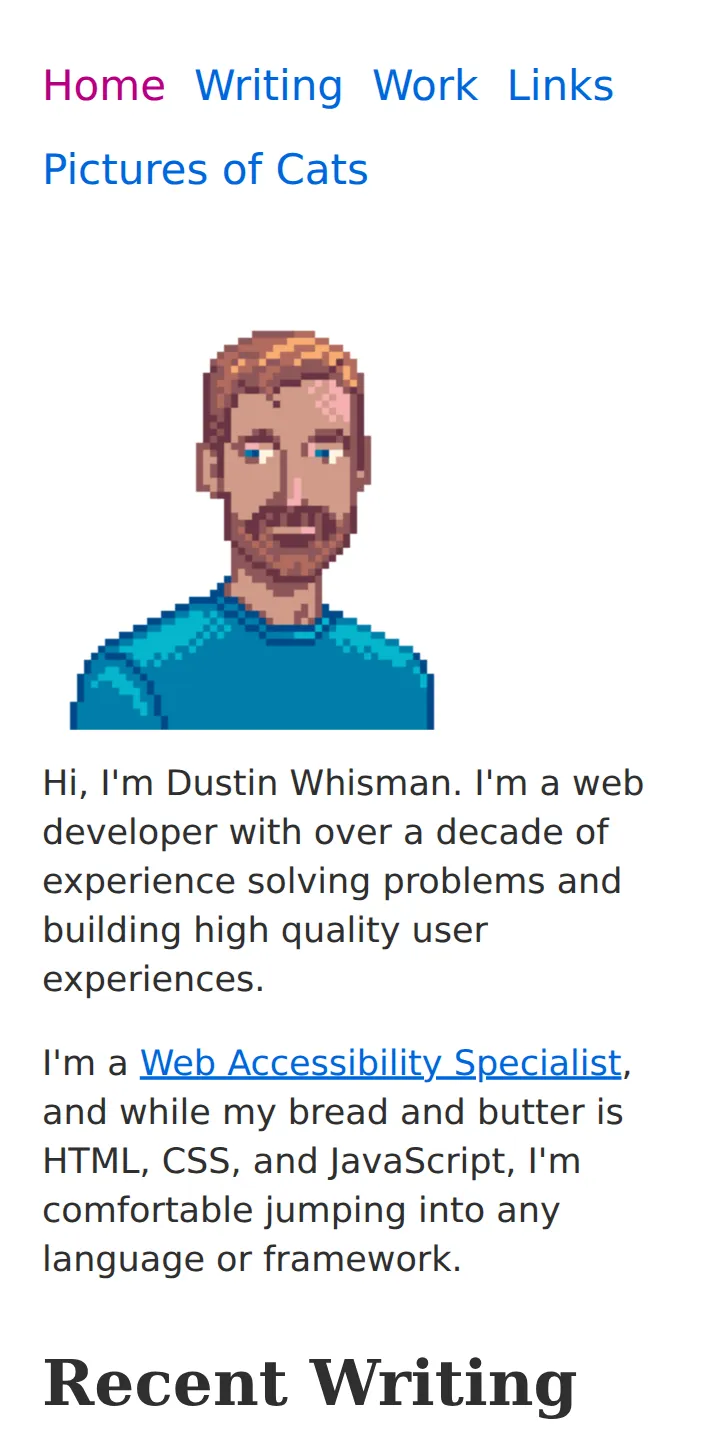 Home Writing Work Links
Pictures of Cats
Hi, I'm Dustin Whisman. I'm a web
developer with over a decade of
experience solving problems and
building high quality user
experiences.
I'm a Web Accessibility Specialist,
and while my bread and butter is
HTML, CSS, and JavaScript, I'm
comfortable jumping into any
language or framework.
Recent Writing